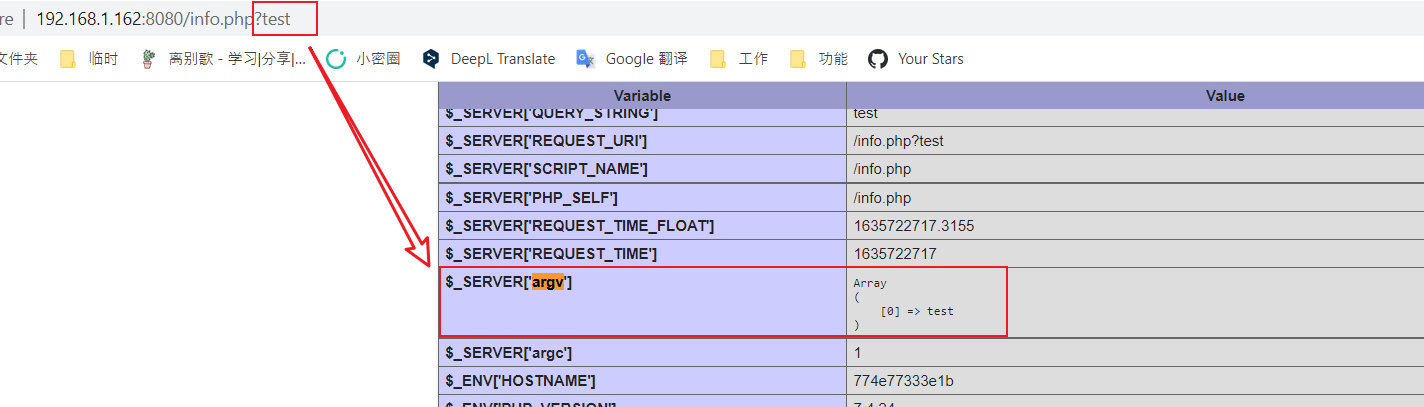 re 192.168.1.162:8080/info.php?test
文件夹 临时 离别歌 - 学习|分享|... 小密圈 DeepL Translate Google 翻译 工作 功能 Your Stars
Variable Value
$_SERVER['QUERY_STRING'] test
$_SERVER['REQUEST_URI'] /info.php?test
$_SERVER['SCRIPT_NAME'] /info.php
$_SERVER['PHP_SELF'] /info.php
$_SERVER['REQUEST_TIME_FLOAT'] 1635722717.3155
$_SERVER['REQUEST_TIME'] 1635722717
$_SERVER['argv'] Array
(
[0] => test
)
$_SERVER['argc'] 1
$_ENV['HOSTNAME'] 774e77333e1b
$_ENV['PHP_VERSION'] 7.4.24